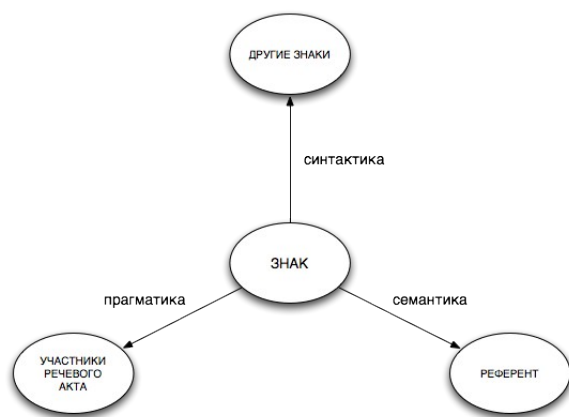 ДРУГИЕ ЗНАКИ
синтактика
ЗНАК
прагматика
семантика
УЧАСТНИКИ
РЕЧЕВОГО
АКТА
РЕФЕРЕНТ